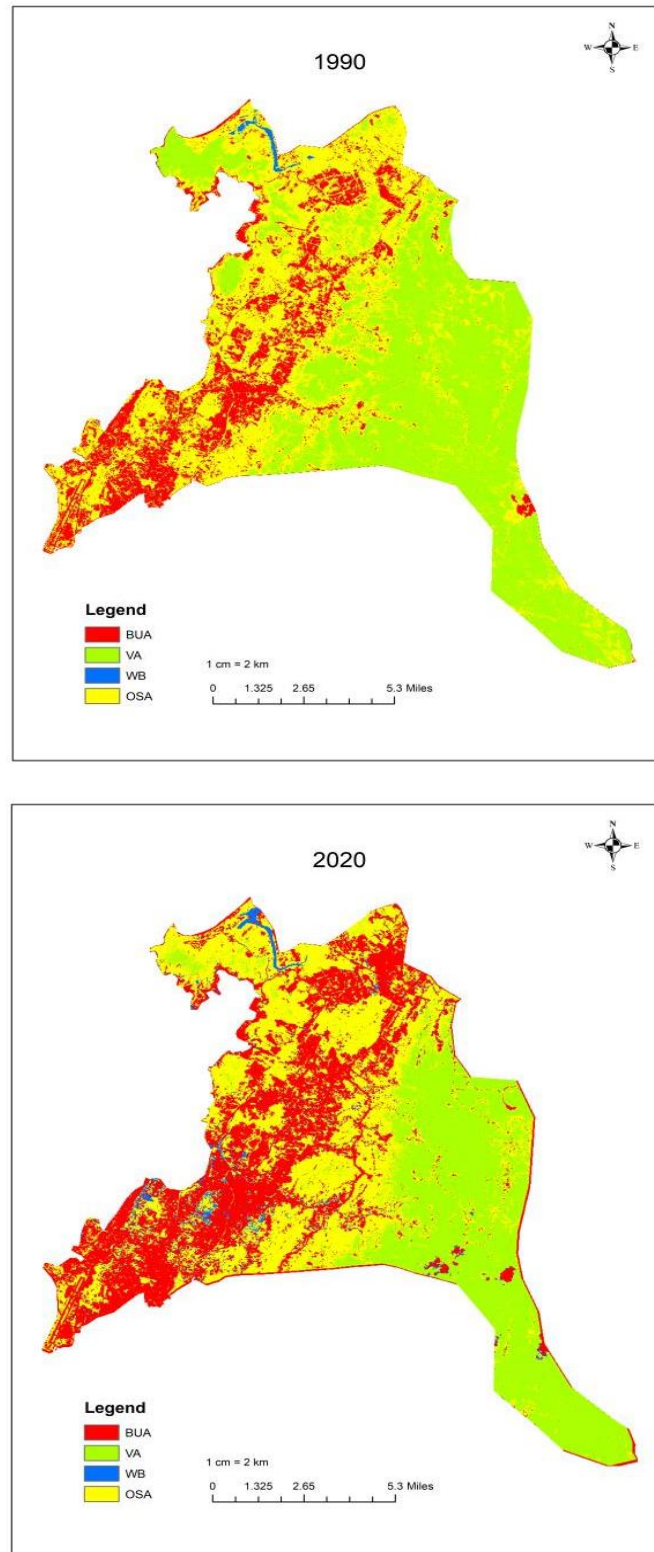 1990
N
W E
S
Legend
BUA
VA
WB
OSA
1 cm = 2 km
0 1.325 2.65 5.3 Miles
2020
N
W E
S
Legend
BUA
VA
WB
OSA
1 cm = 2 km
0 1.325 2.65 5.3 Miles